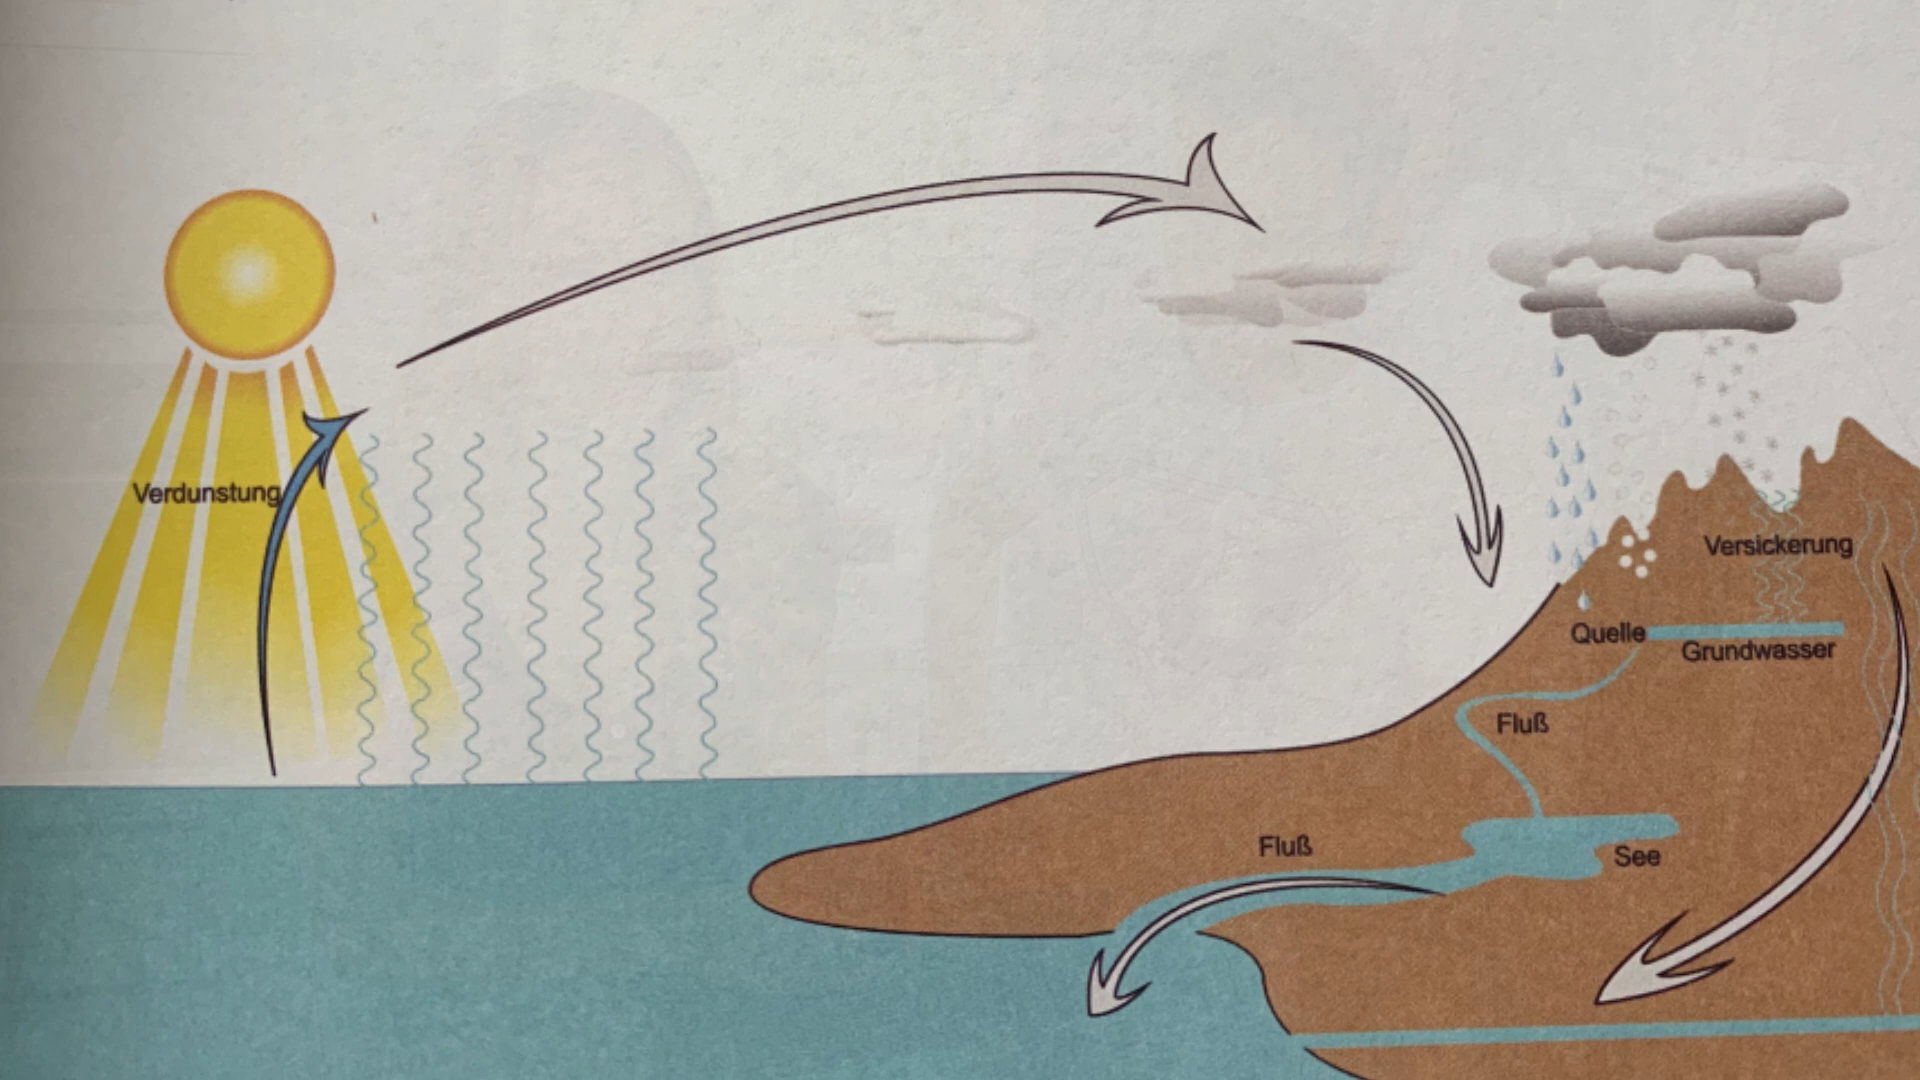 Verdunstung
Versickerung
Quelle
Grundwasser
Fluß
Fluß
See